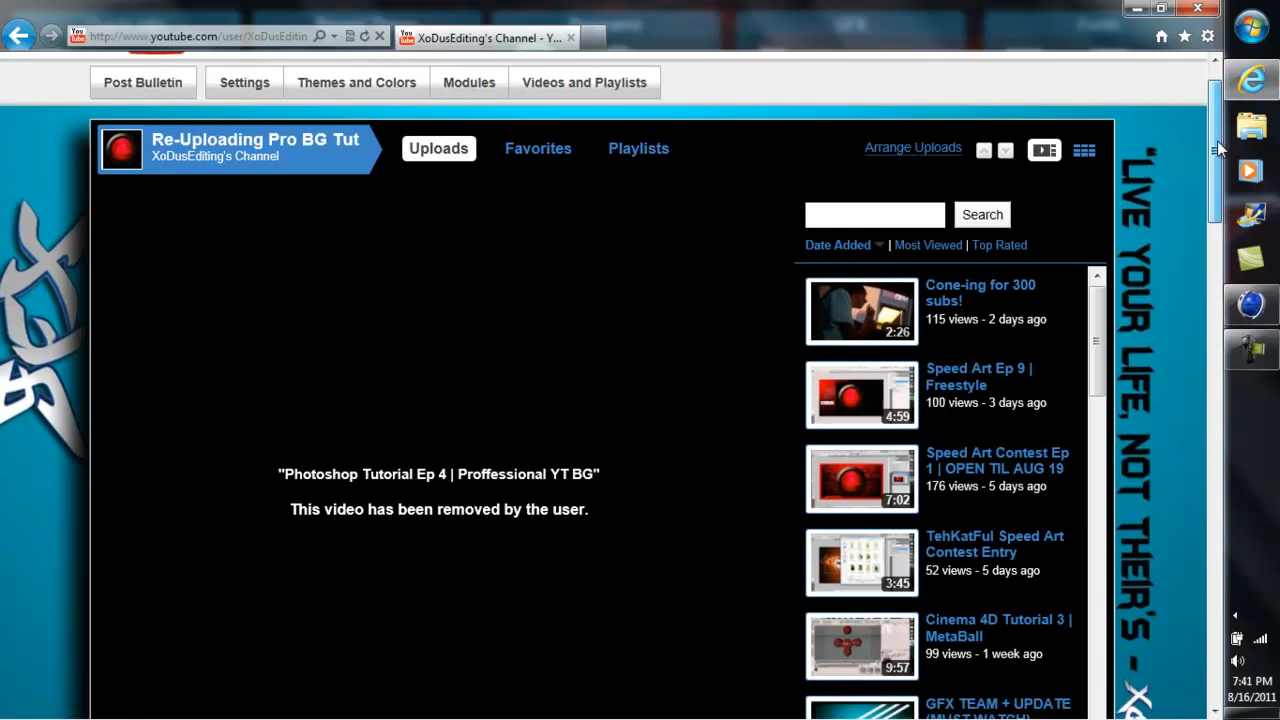 http://www.youtube.com/user/XoDusEditin
You Tube
XoDusEditing's Channel - Y...
Post Bulletin
Settings
Themes and Colors
Modules
Videos and Playlists
Re-Uploading Pro BG Tut
XoDusEditing's Channel
Uploads
Favorites
Playlists
Arrange Uploads
Search
Date Added | Most Viewed | Top Rated
"Photoshop Tutorial Ep 4 | Proffessional YT BG"
This video has been removed by the user.
Cone-ing for 300
subs!
115 views - 2 days ago
2:26
Speed Art Ep 9 |
Freestyle
100 views - 3 days ago
4:59
Speed Art Contest Ep
1 | OPEN TIL AUG 19
176 views - 5 days ago
7:02
TehKatFul Speed Art
Contest Entry
52 views - 5 days ago
3:45
Cinema 4D Tutorial 3 |
MetaBall
99 views - 1 week ago
9:57
GFX TEAM + UPDATE
(MUST WATCH)
"LIVE YOUR LIFE, NOT THEIR'S -
7:41 PM
8/16/2011